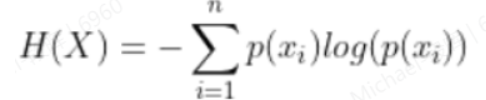 H(X) = -\sum_{i=1}^{n} p(x_i)log(p(x_i))